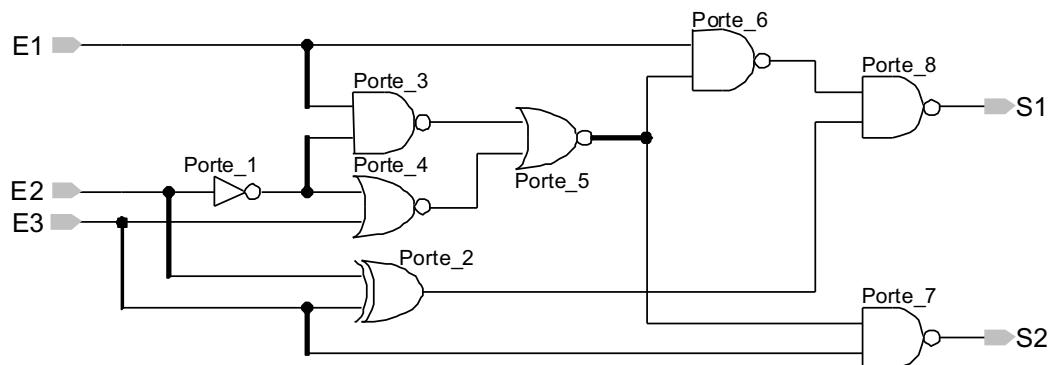 Porte_6
E1
Porte_8
Porte_3
S1
Porte_1
Porte_4
E2
Porte_5
E3
Porte_2
Porte_7
S2